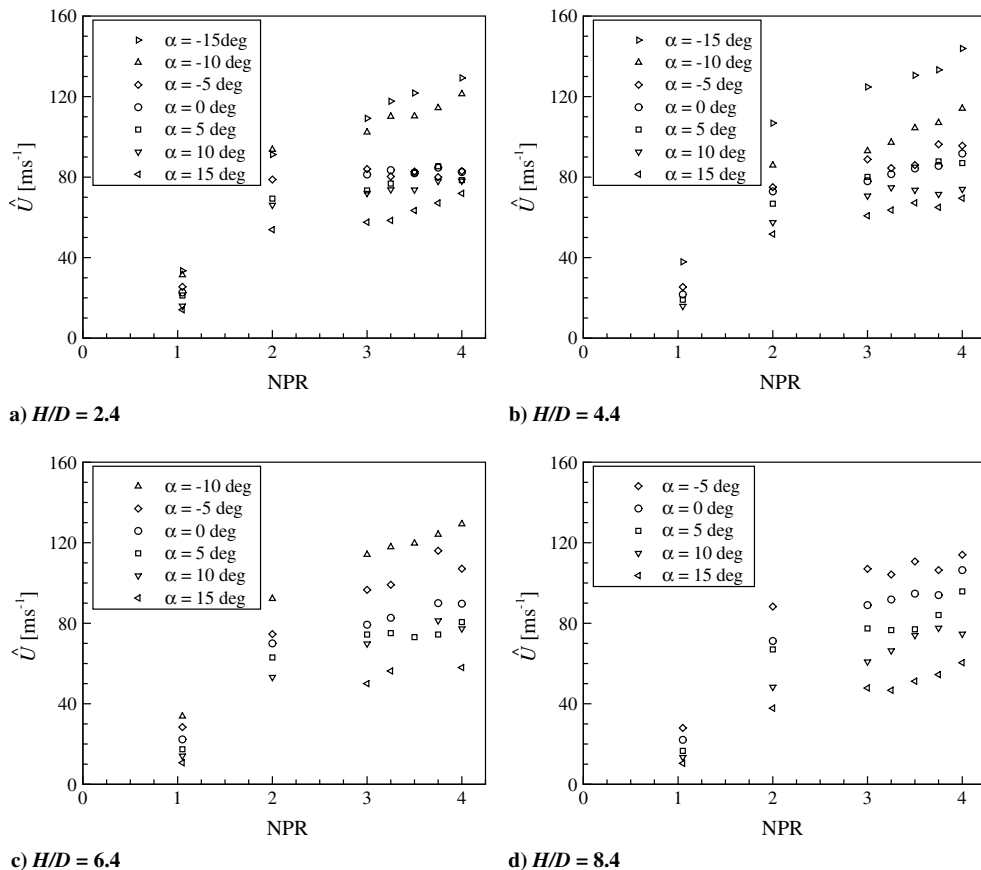 160
120
80
40
0
Û [ms⁻¹]
α = -15deg
α = -10 deg
α = -5 deg
α = 0 deg
α = 5 deg
α = 10 deg
α = 15 deg
0 1 2 3 4
NPR
a) H/D = 2.4
160
120
80
40
0
Û [ms⁻¹]
α = -15 deg
α = -10 deg
α = -5 deg
α = 0 deg
α = 5 deg
α = 10 deg
α = 15 deg
0 1 2 3 4
NPR
b) H/D = 4.4
160
120
80
40
0
Û [ms⁻¹]
α = -10 deg
α = -5 deg
α = 0 deg
α = 5 deg
α = 10 deg
α = 15 deg
0 1 2 3 4
NPR
c) H/D = 6.4
160
120
80
40
0
Û [ms⁻¹]
α = -5 deg
α = 0 deg
α = 5 deg
α = 10 deg
α = 15 deg
0 1 2 3 4
NPR
d) H/D = 8.4